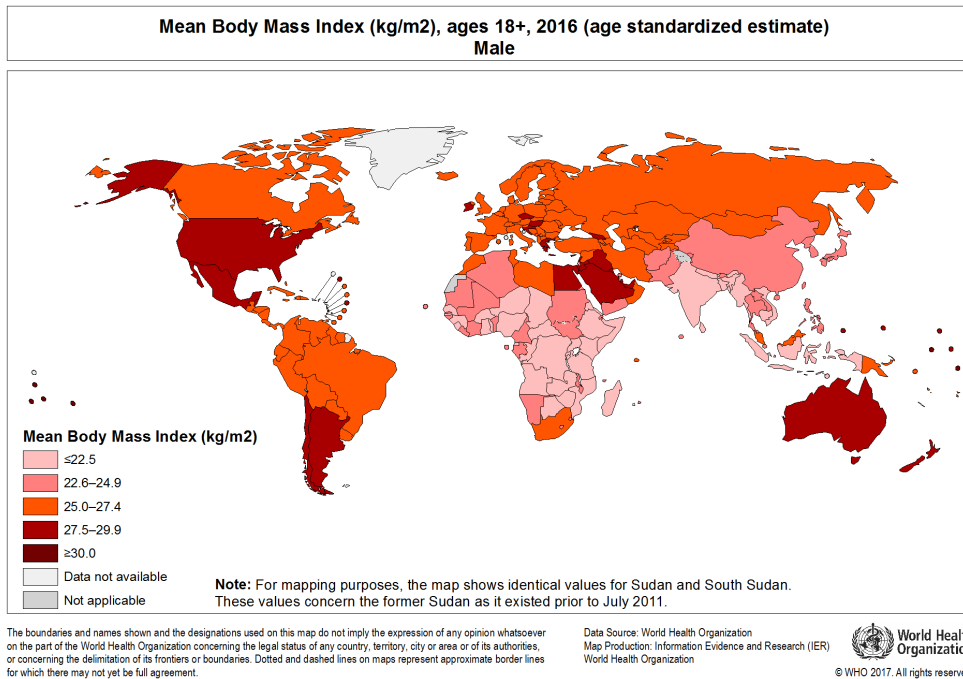 Mean Body Mass Index (kg/m2), ages 18+, 2016 (age standardized estimate)
Male
Mean Body Mass Index (kg/m2)
≤22.5
22.6–24.9
25.0–27.4
27.5–29.9
≥30.0
Data not available
Not applicable
Note: For mapping purposes, the map shows identical values for Sudan and South Sudan.
These values concern the former Sudan as it existed prior to July 2011.
The boundaries and names shown and the designations used on this map do not imply the expression of any opinion whatsoever
on the part of the World Health Organization concerning the legal status of any country, territory, city or area or of its authorities,
or concerning the delimitation of its frontiers or boundaries. Dotted and dashed lines on maps represent approximate border lines
for which there may not yet be full agreement.
Data Source: World Health Organization
Map Production: Information Evidence and Research (IER)
World Health Organization
World Heal
Organizatio
© WHO 2017. All rights reserve